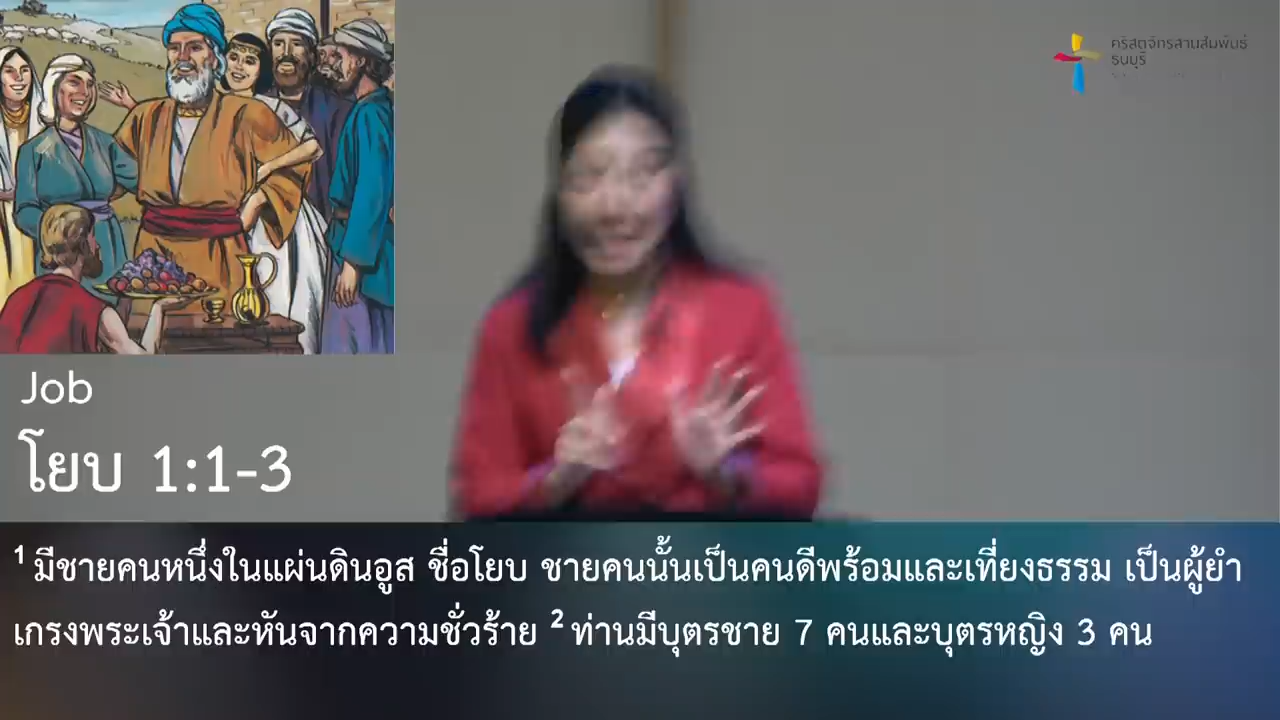 คริสตจักรสานสัมพันธ์
ธนบุรี
Job
โยบ 1:1-3
1 มีชายคนหนึ่งในแผ่นดินอูส ชื่อโยบ ชายคนนั้นเป็นคนดีพร้อมและเที่ยงธรรม เป็นผู้ยำ
เกรงพระเจ้าและหันจากความชั่วร้าย 2 ท่านมีบุตรชาย 7 คนและบุตรหญิง 3 คน